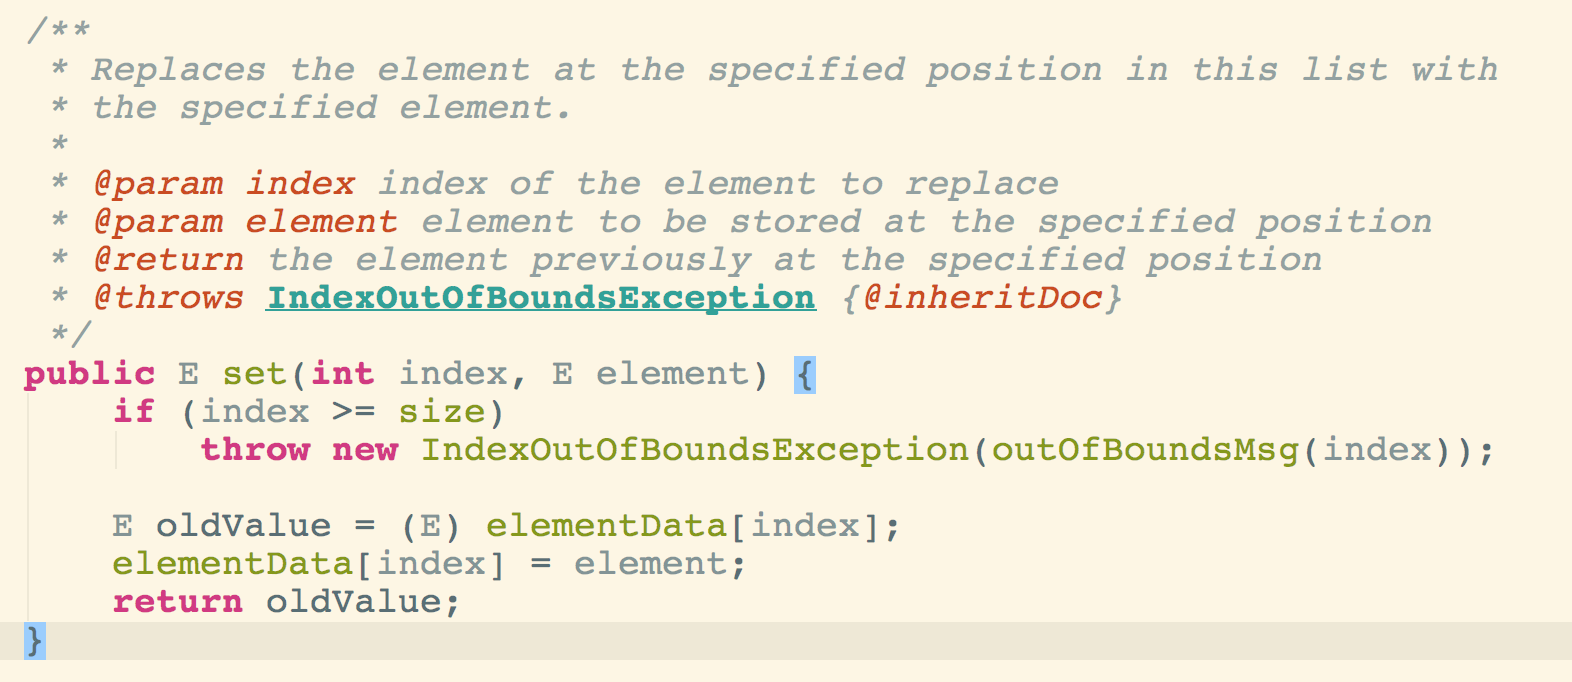 /**
 * Replaces the element at the specified position in this list with
 * the specified element.
 *
 * @param index index of the element to replace
 * @param element element to be stored at the specified position
 * @return the element previously at the specified position
 * @throws IndexOutOfBoundsException {@inheritDoc}
 */
public E set(int index, E element) {
    if (index >= size)
        throw new IndexOutOfBoundsException(outOfBoundsMsg(index));

    E oldValue = (E) elementData[index];
    elementData[index] = element;
    return oldValue;
}